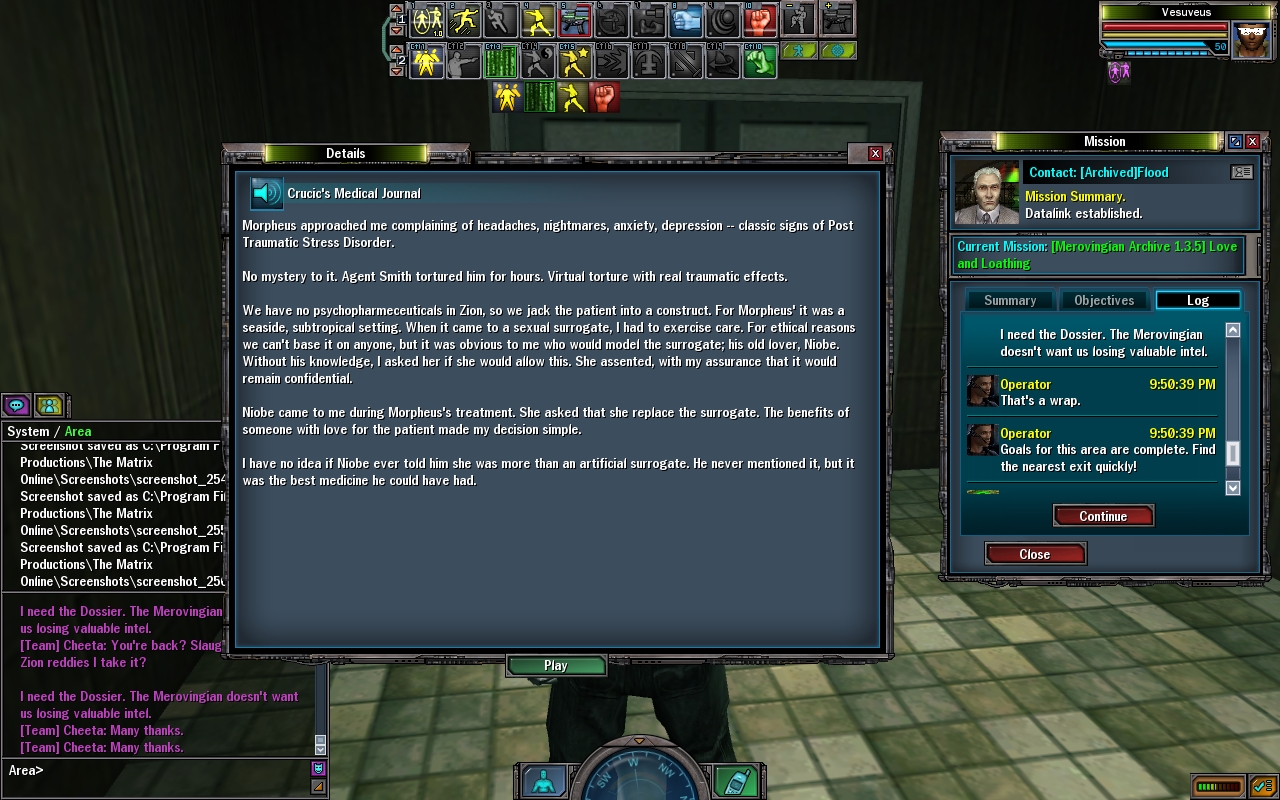 Vesuveus
50
1
2
1.0
Details
Crucic's Medical Journal
Morpheus approached me complaining of headaches, nightmares, anxiety, depression -- classic signs of Post
Traumatic Stress Disorder.
No mystery to it. Agent Smith tortured him for hours. Virtual torture with real traumatic effects.
We have no psychopharmeceuticals in Zion, so we jack the patient into a construct. For Morpheus' it was a
seaside, subtropical setting. When it came to a sexual surrogate, I had to exercise care. For ethical reasons
we can't base it on anyone, but it was obvious to me who would model the surrogate; his old lover, Niobe.
Without his knowledge, I asked her if she would allow this. She assented, with my assurance that it would
remain confidential.
Niobe came to me during Morpheus's treatment. She asked that she replace the surrogate. The benefits of
someone with love for the patient made my decision simple.
I have no idea if Niobe ever told him she was more than an artificial surrogate. He never mentioned it, but it
was the best medicine he could have had.
Play
Mission
Contact: [Archived]Flood
Mission Summary.
Datalink established.
Current Mission: [Merovingian Archive 1.3.5] Love
and Loathing
Summary
Objectives
Log
I need the Dossier. The Merovingian
doesn't want us losing valuable intel.
Operator 9:50:39 PM
That's a wrap.
Operator 9:50:39 PM
Goals for this area are complete. Find
the nearest exit quickly!
Continue
Close
System / Area
Screenshot saved as C:\Program F
Productions\The Matrix
Online\Screenshots\screenshot_254
Screenshot saved as C:\Program Fi
Productions\The Matrix
Online\Screenshots\screenshot_25
Screenshot saved as C:\Program Fi
Productions\The Matrix
Online\Screenshots\screenshot_25
I need the Dossier. The Merovingian
us losing valuable intel.
[Team] Cheeta: You're back? Slaug
Zion reddies I take it?
I need the Dossier. The Merovingian doesn't want
us losing valuable intel.
[Team] Cheeta: Many thanks.
[Team] Cheeta: Many thanks.
Area>
SW W NW